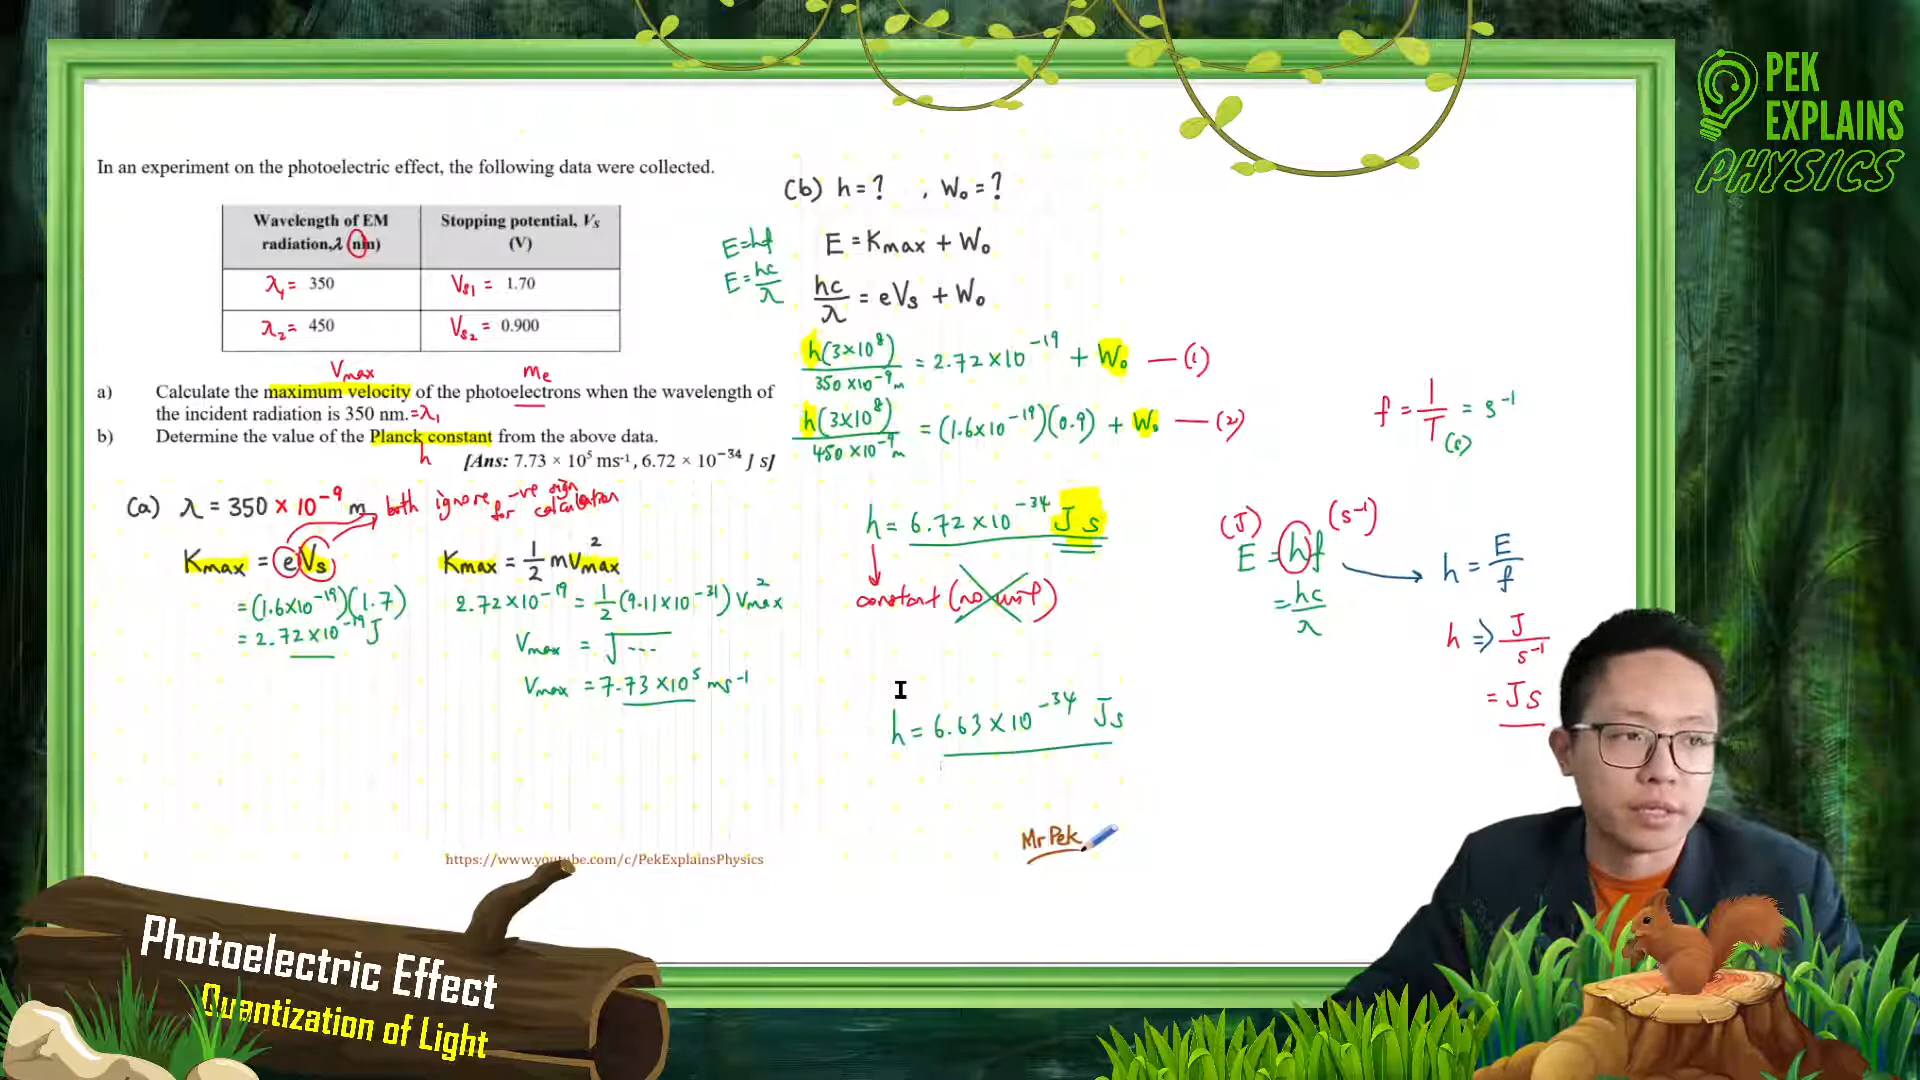 PEK
EXPLAINS
PHYSICS
In an experiment on the photoelectric effect, the following data were collected.
Wavelength of EM radiation,λ (nm)
Stopping potential, Vs (V)
λ₁ = 350
Vs₁ = 1.70
λ₂ = 450
Vs₂ = 0.900
Vmax
me
a) Calculate the maximum velocity of the photoelectrons when the wavelength of
the incident radiation is 350 nm. =λ₁
b) Determine the value of the Planck constant from the above data.
h
[Ans: 7.73 × 10⁵ ms⁻¹, 6.72 × 10⁻³⁴ J s]
(a) λ = 350 × 10⁻⁹ m
both ignore -ve sign
for calculation
Kmax = eVs
= (1.6×10⁻¹⁹)(1.7)
= 2.72×10⁻¹⁹ J
Kmax = 1/2 mvmax²
2.72×10⁻¹⁹ = 1/2 (9.11×10⁻³¹) Vmax²
Vmax = √---
Vmax = 7.73×10⁵ ms⁻¹
(b) h = ? , W₀ = ?
E = Kmax + W₀
E=hf
E=hc/λ
hc/λ = eVs + W₀
h(3×10⁸)/350×10⁻⁹m = 2.72×10⁻¹⁹ + W₀ — (1)
h(3×10⁸)/450×10⁻⁹m = (1.6×10⁻¹⁹)(0.9) + W₀ — (2)
h = 6.72×10⁻³⁴ J s
constant (no unit)
h = 6.63×10⁻³⁴ Js
f = 1/T (s) = s⁻¹
(J) (s⁻¹)
E = hf
= hc/λ
h = E/f
h ⇒ J/s⁻¹
= Js
Mr Pek
https://www.youtube.com/c/PekExplainsPhysics
Photoelectric Effect
Quantization of Light